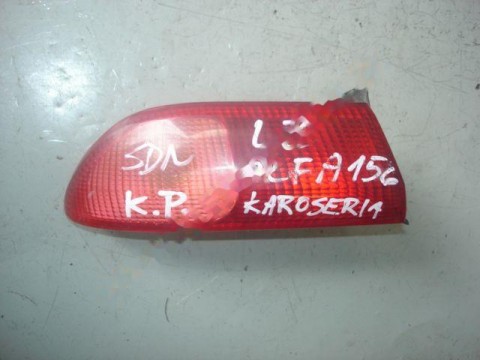 SDN
K.P.
L
ALFA 156
KAROSERIA